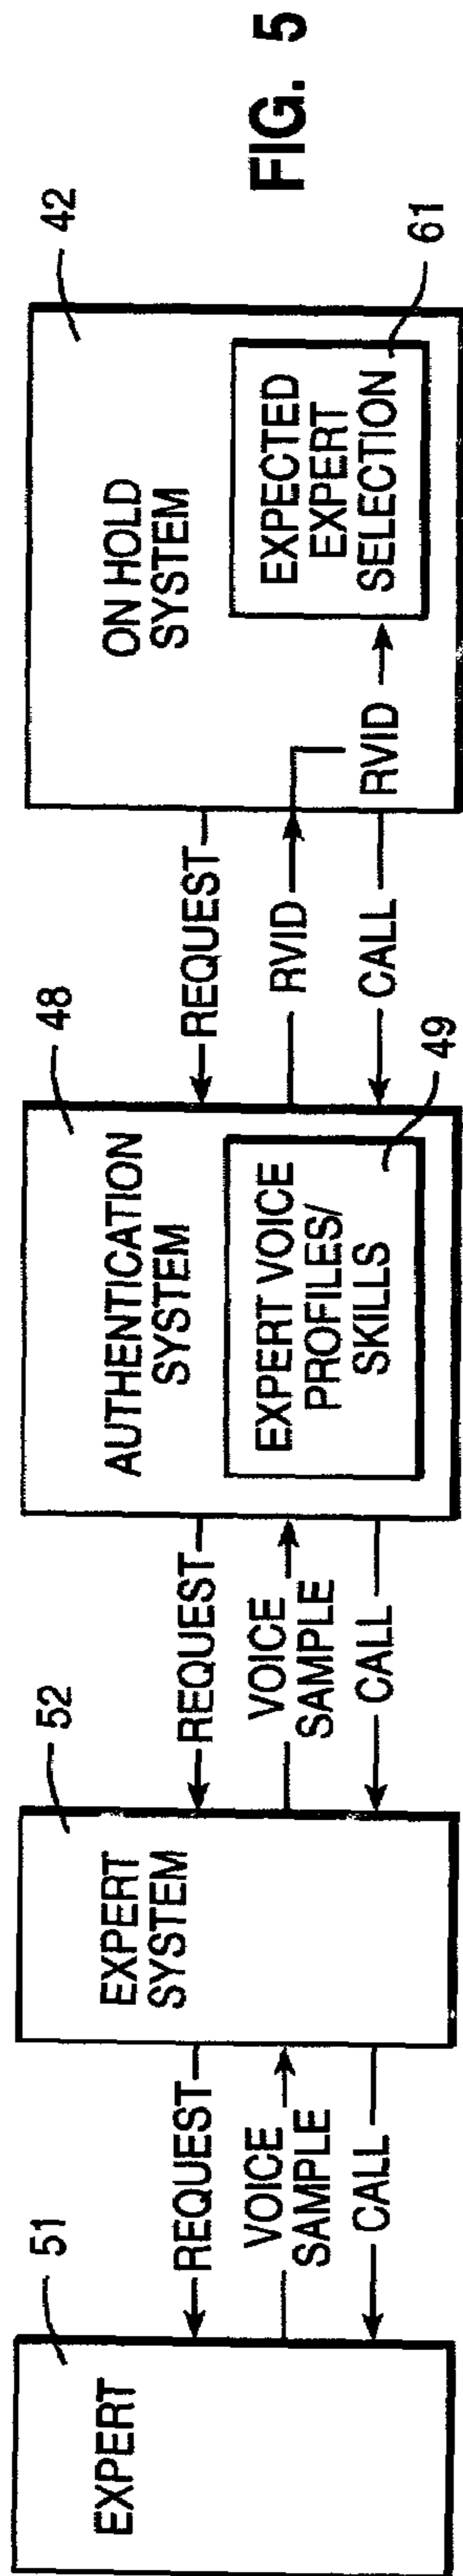 51
EXPERT
REQUEST
VOICE
SAMPLE
CALL
52
EXPERT
SYSTEM
REQUEST
VOICE
SAMPLE
CALL
48
AUTHENTICATION
SYSTEM
EXPERT VOICE
PROFILES/
SKILLS
49
REQUEST
RVID
CALL
42
ON HOLD
SYSTEM
RVID
EXPECTED
EXPERT
SELECTION
61
FIG. 5